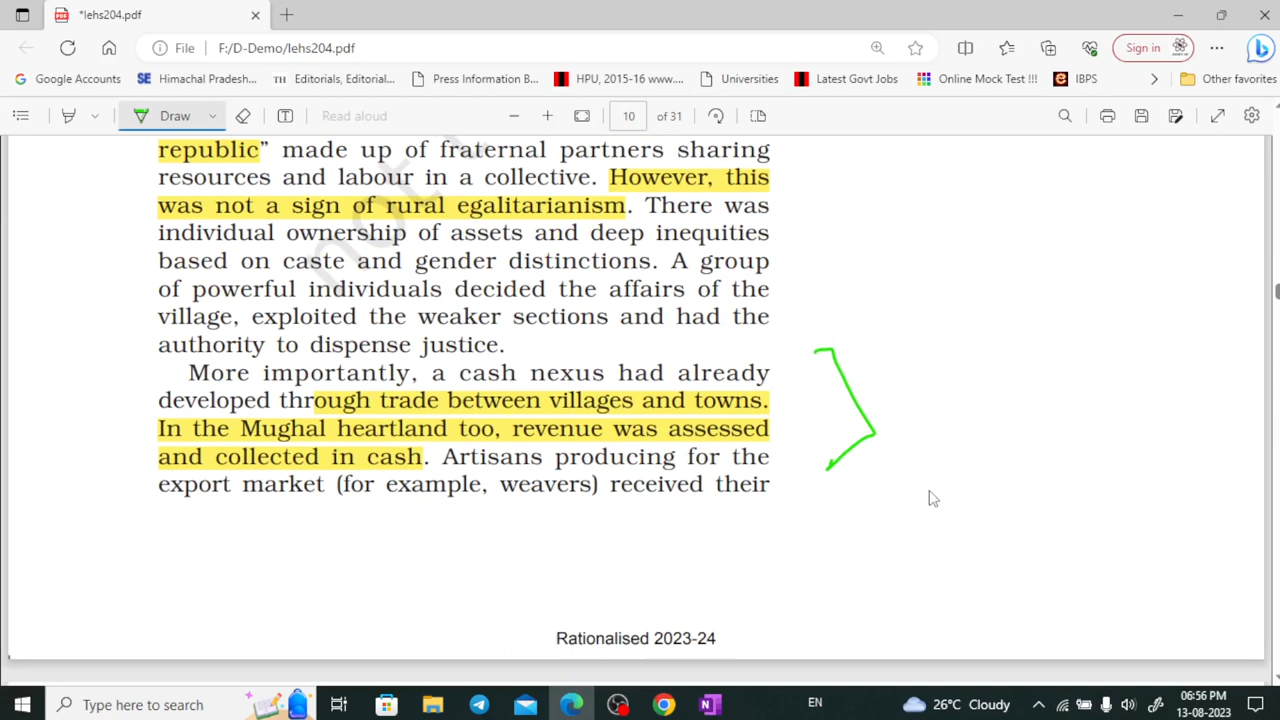 *lehs204.pdf
File F:/D-Demo/lehs204.pdf Sign in
Google Accounts SE Himachal Pradesh... TH Editorials, Editorial... Press Information B... HPU, 2015-16 www.... Universities Latest Govt Jobs Online Mock Test !!! IBPS Other favorites
Draw Read aloud 10 of 31
republic” made up of fraternal partners sharing
resources and labour in a collective. However, this
was not a sign of rural egalitarianism. There was
individual ownership of assets and deep inequities
based on caste and gender distinctions. A group
of powerful individuals decided the affairs of the
village, exploited the weaker sections and had the
authority to dispense justice.
More importantly, a cash nexus had already
developed through trade between villages and towns.
In the Mughal heartland too, revenue was assessed
and collected in cash. Artisans producing for the
export market (for example, weavers) received their
not
Rationalised 2023-24
Type here to search EN 26°C Cloudy 06:56 PM
13-08-2023